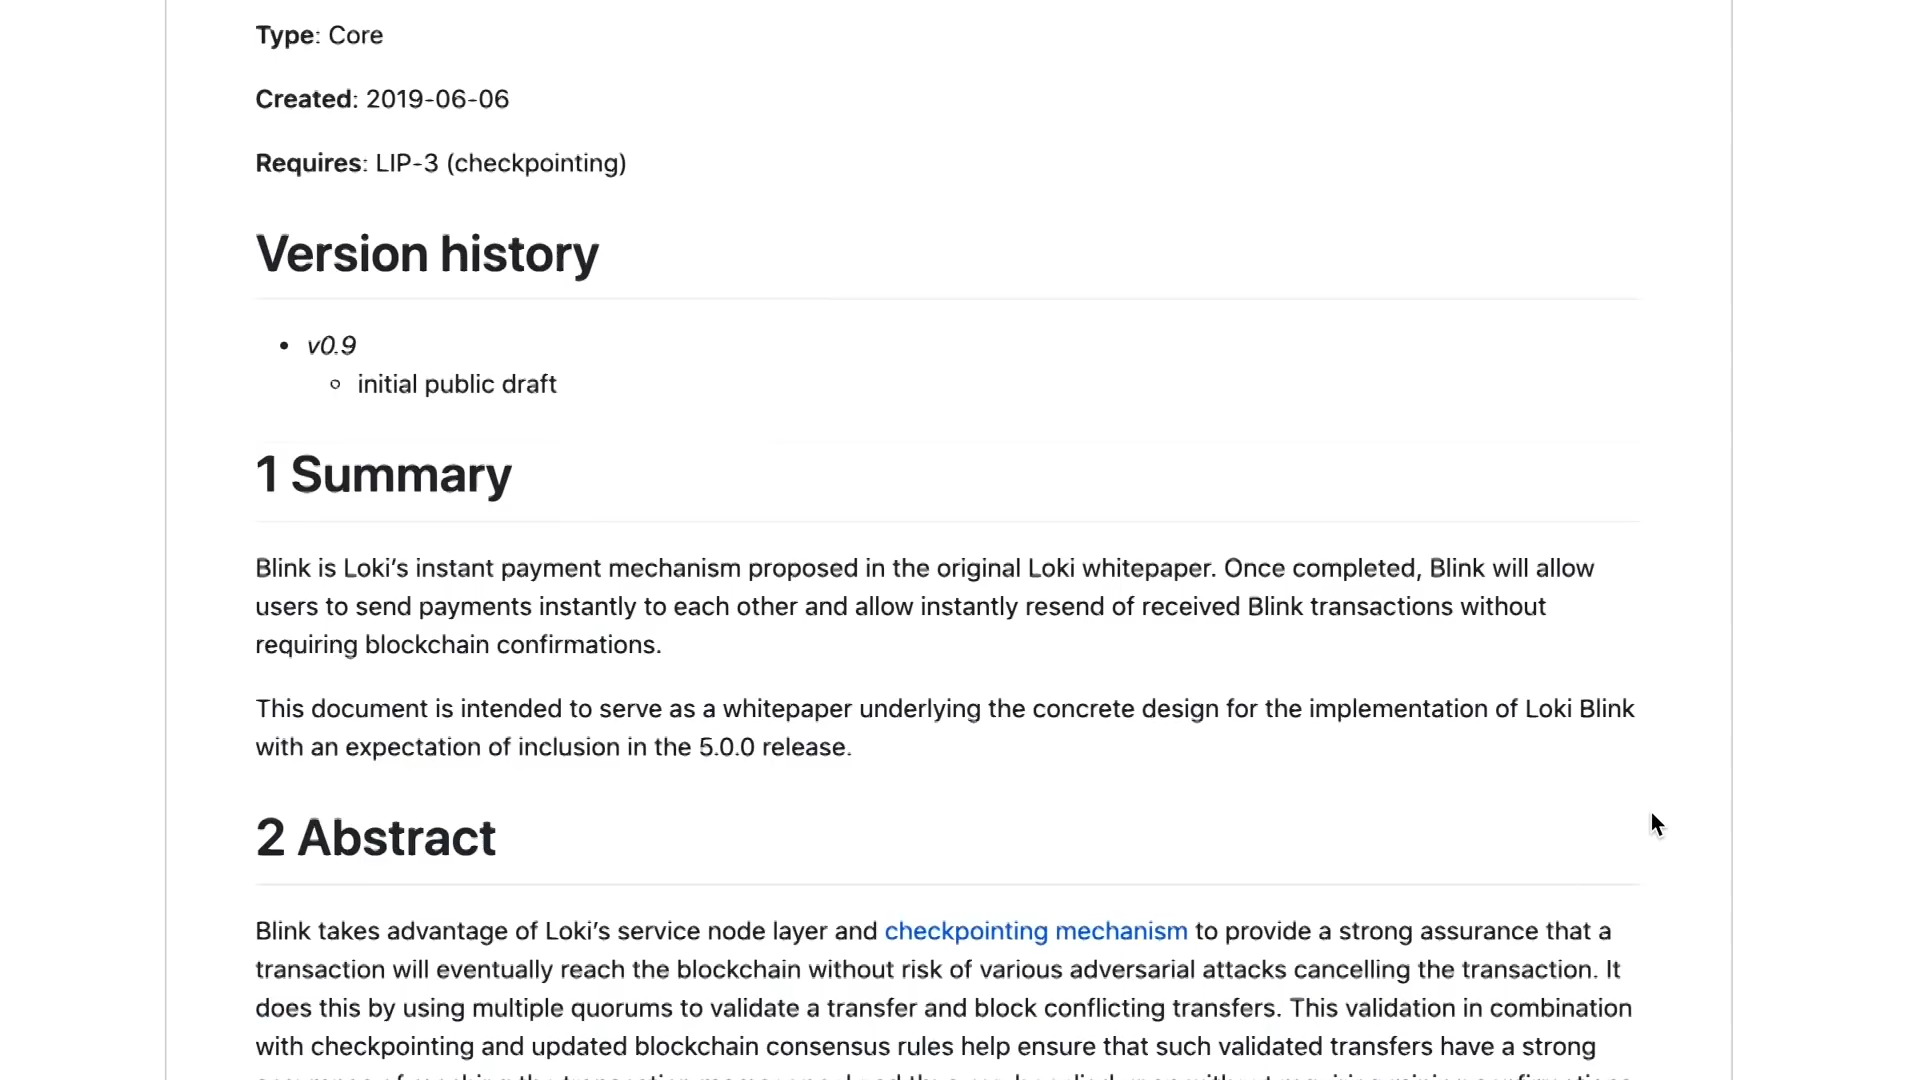 Type: Core
Created: 2019-06-06
Requires: LIP-3 (checkpointing)
Version history
• v0.9
○ initial public draft
1 Summary
Blink is Loki’s instant payment mechanism proposed in the original Loki whitepaper. Once completed, Blink will allow
users to send payments instantly to each other and allow instantly resend of received Blink transactions without
requiring blockchain confirmations.
This document is intended to serve as a whitepaper underlying the concrete design for the implementation of Loki Blink
with an expectation of inclusion in the 5.0.0 release.
2 Abstract
Blink takes advantage of Loki’s service node layer and checkpointing mechanism to provide a strong assurance that a
transaction will eventually reach the blockchain without risk of various adversarial attacks cancelling the transaction. It
does this by using multiple quorums to validate a transfer and block conflicting transfers. This validation in combination
with checkpointing and updated blockchain consensus rules help ensure that such validated transfers have a strong